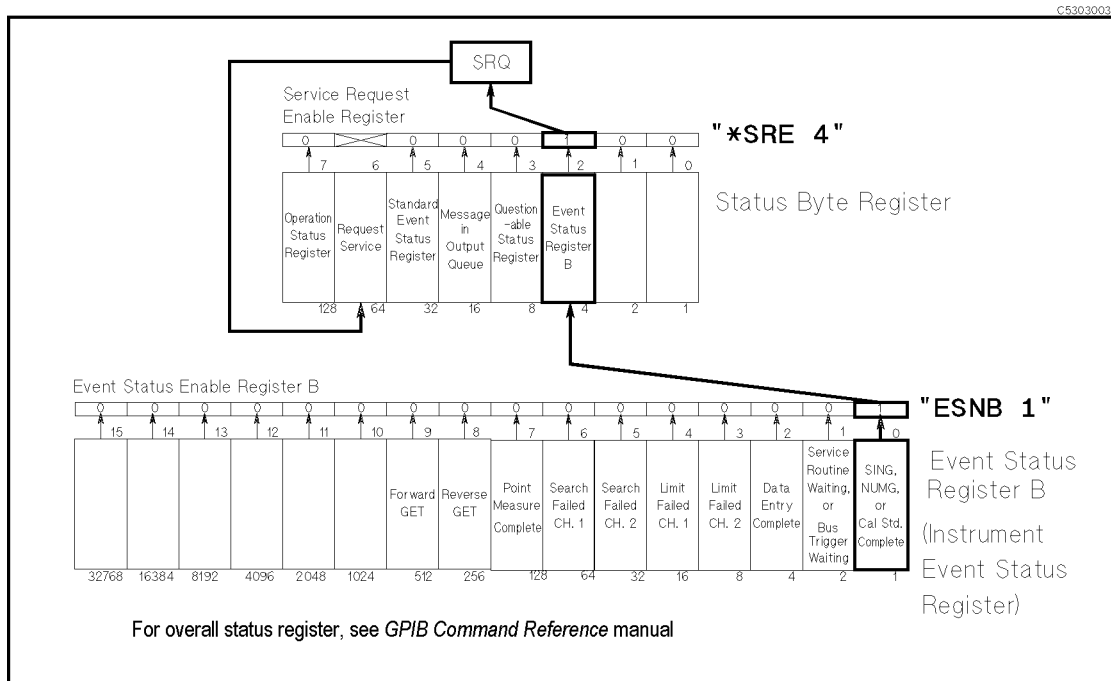 C5303003
SRQ
Service Request
Enable Register
0 0 0 0 1 0 0
"*SRE 4"
7 6 5 4 3 2 1 0
Operation
Status
Register
Request
Service
Standard
Event
Status
Register
Message
in
Output
Queue
Question
-able
Status
Register
Event
Status
Register
B
Status Byte Register
128 64 32 16 8 4 2 1
Event Status Enable Register B
0 0 0 0 0 0 0 0 0 0 0 0 0 0 0 1
"ESNB 1"
15 14 13 12 11 10 9 8 7 6 5 4 3 2 1 0
Forward
GET
Reverse
GET
Point
Measure
Complete
Search
Failed
CH. 1
Search
Failed
CH. 2
Limit
Failed
CH. 1
Limit
Failed
CH. 2
Data
Entry
Complete
Service
Routine
Waiting,
or
Bus
Trigger
Waiting
SING,
NUMG,
or
Cal Std.
Complete
Event Status
Register B
(Instrument
Event Status
Register)
32768 16384 8192 4096 2048 1024 512 256 128 64 32 16 8 4 2 1
For overall status register, see GPIB Command Reference manual